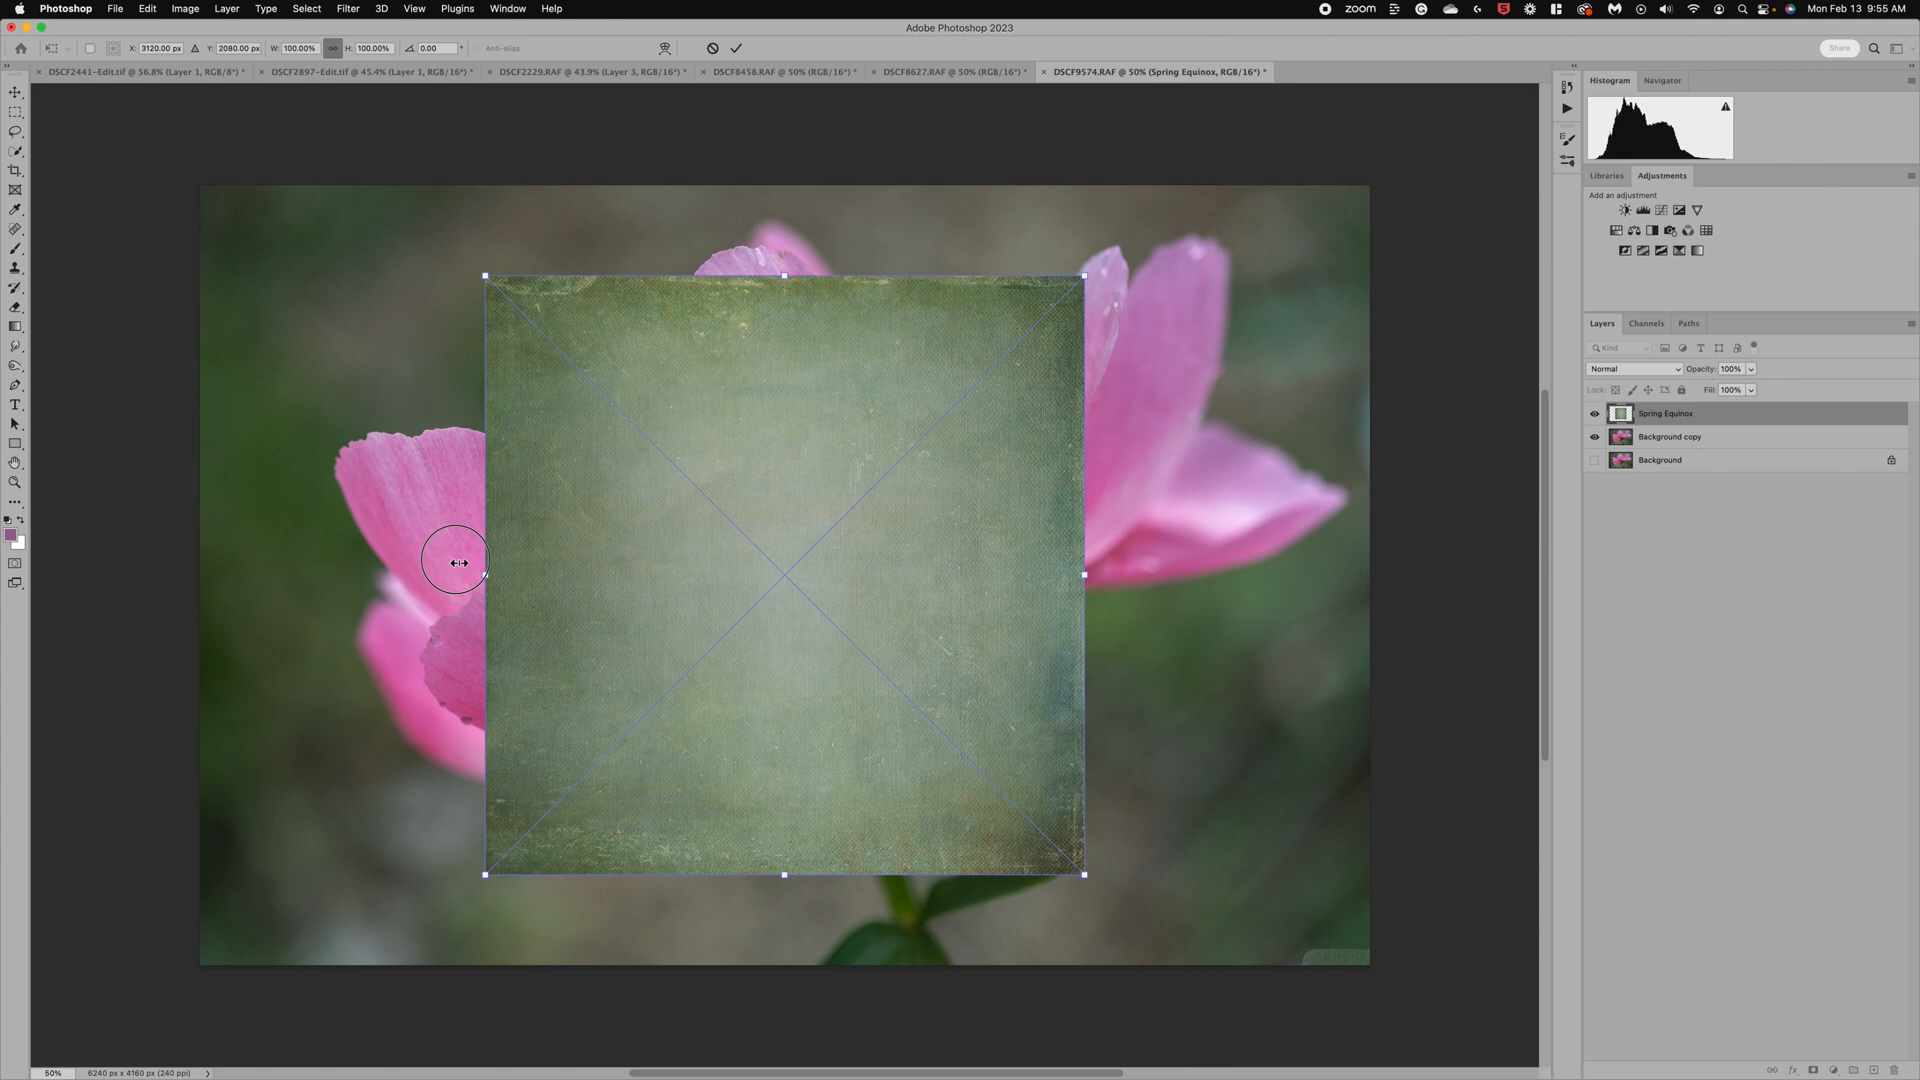 Photoshop File Edit Image Layer Type Select Filter 3D View Plugins Window Help zoom Mon Feb 13 9:55 AM
Adobe Photoshop 2023
X: 3120.00 px Y: 2080.00 px W: 100.00% H: 100.00% 0.00 ° Anti-alias Share
DSCF2441-Edit.tif @ 56.8% (Layer 1, RGB/8*) * DSCF2897-Edit.tif @ 45.4% (Layer 1, RGB/16*) * DSCF2229.RAF @ 43.9% (Layer 3, RGB/16*) * DSCF8458.RAF @ 50% (RGB/16*) * DSCF8627.RAF @ 50% (RGB/16*) * DSCF9574.RAF @ 50% (Spring Equinox, RGB/16*) *
Histogram Navigator
Libraries Adjustments
Add an adjustment
Layers Channels Paths
Kind
Normal Opacity: 100%
Lock: Fill: 100%
Spring Equinox
Background copy
Background
50% 6240 px x 4160 px (240 ppi)